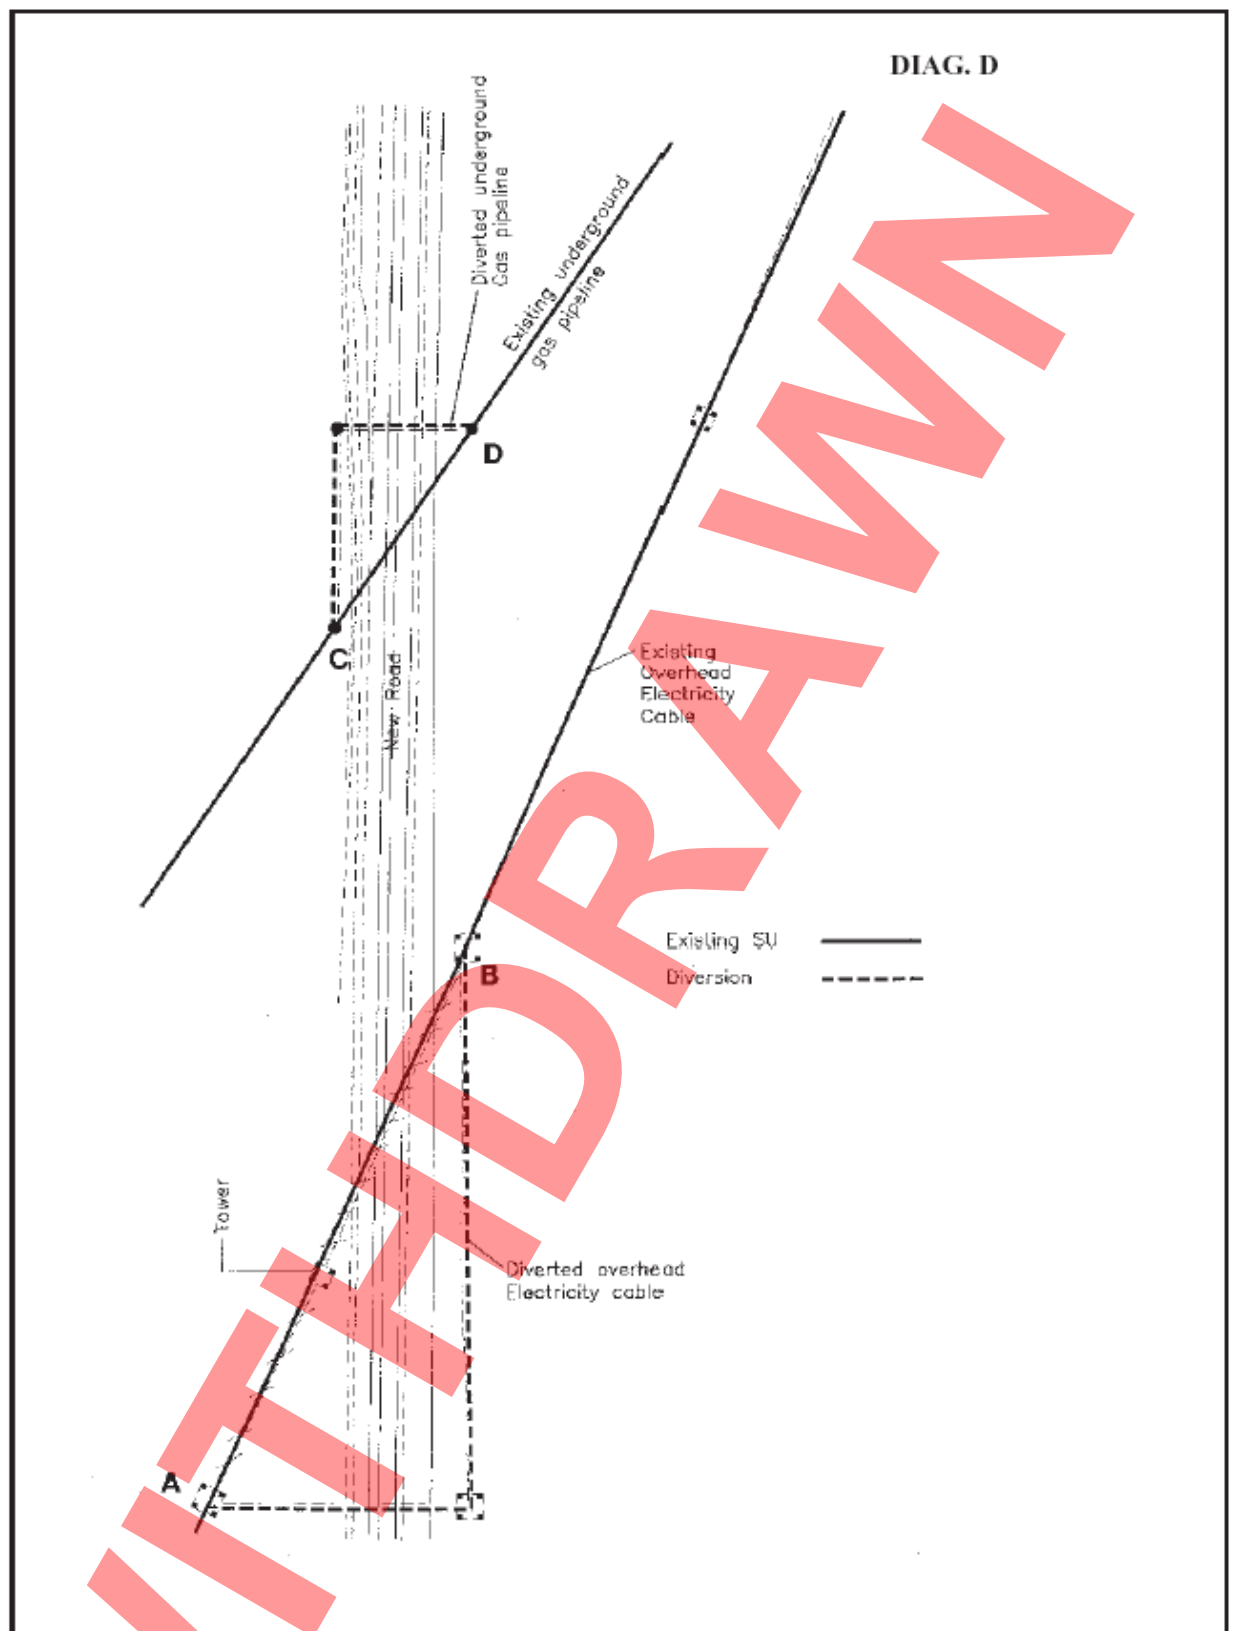 DIAG. D
Diverted underground
Gas pipeline
Existing underground
gas pipeline
D
C
New Road
Existing
Overhead
Electricity
Cable
B
Existing SU
Diversion
Tower
Diverted overhead
Electricity cable
A
WITHDRAWN